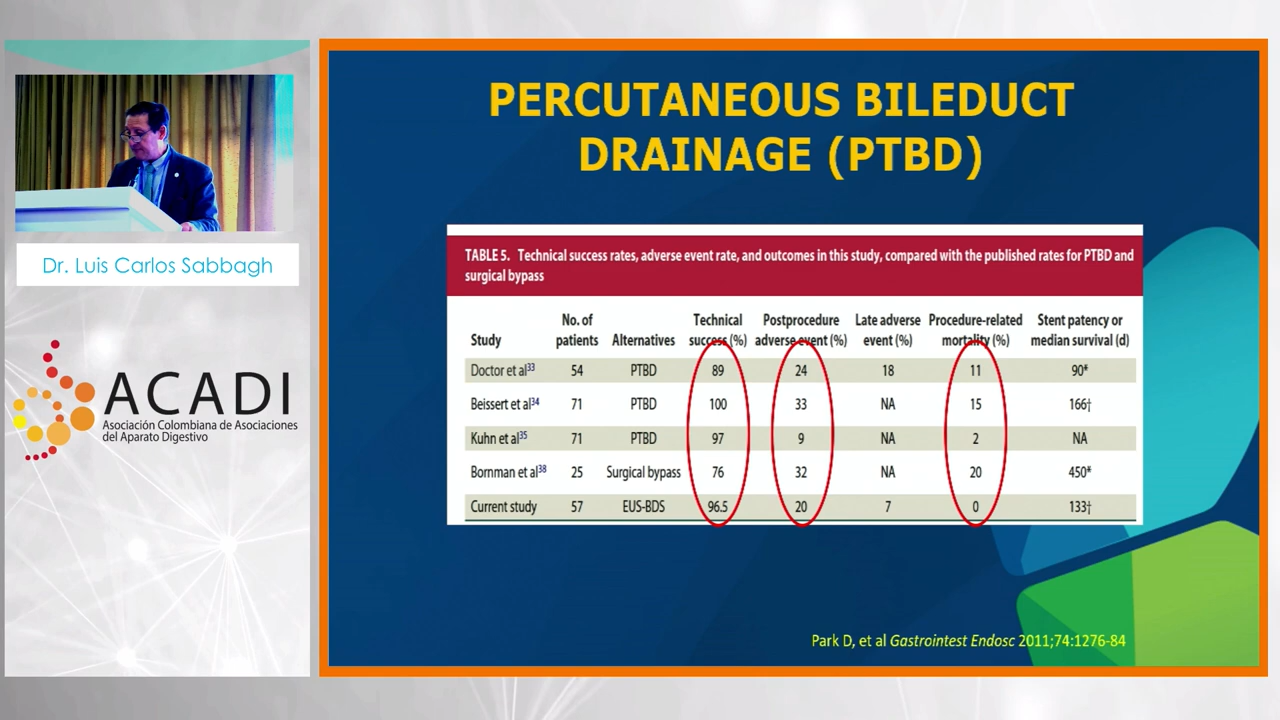 PERCUTANEOUS BILEDUCT
DRAINAGE (PTBD)
Dr. Luis Carlos Sabbagh
ACADI
Asociación Colombiana de Asociaciones
del Aparato Digestivo
TABLE 5. Technical success rates, adverse event rate, and outcomes in this study, compared with the published rates for PTBD and
surgical bypass
Study No. of patients Alternatives Technical success (%) Postprocedure adverse event (%) Late adverse event (%) Procedure-related mortality (%) Stent patency or median survival (d)
Doctor et al33 54 PTBD 89 24 18 11 90*
Beissert et al34 71 PTBD 100 33 NA 15 166†
Kuhn et al35 71 PTBD 97 9 NA 2 NA
Bornman et al38 25 Surgical bypass 76 32 NA 20 450*
Current study 57 EUS-BDS 96.5 20 7 0 133†
Park D, et al Gastrointest Endosc 2011;74:1276-84